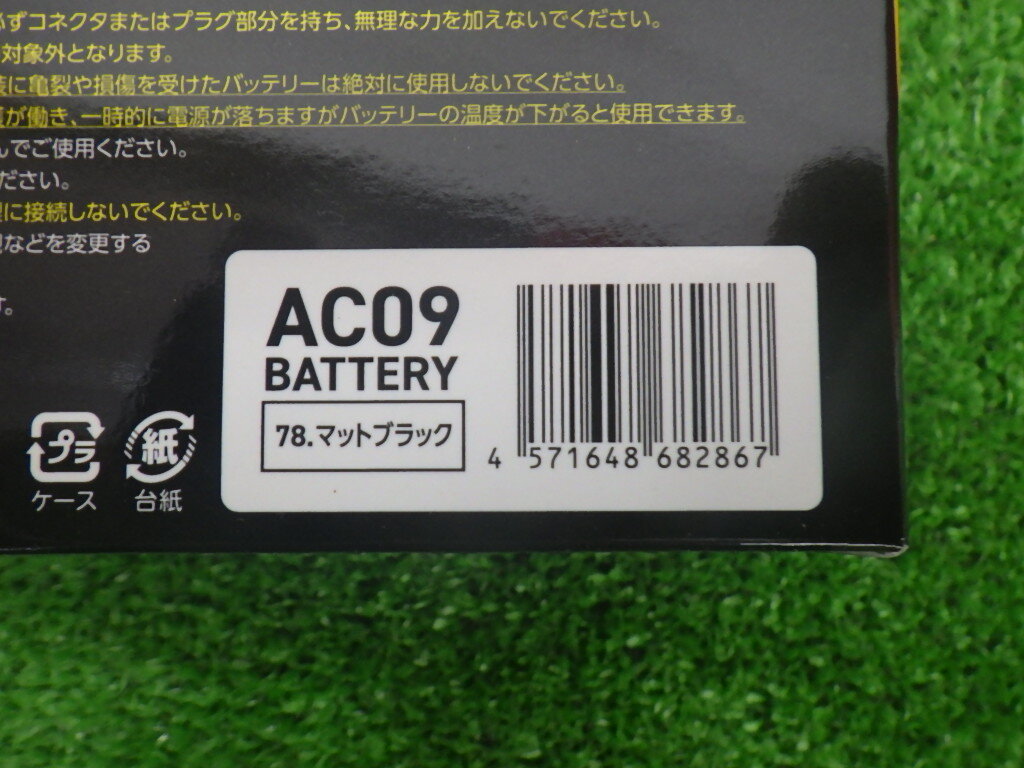 ずコネクタまたはプラグ部分を持ち、無理な力を加えないでください。
対象外となります。
に亀裂や損傷を受けたバッテリーは絶対に使用しないでください。
が働き、一時的に電源が落ちますがバッテリーの温度が下がると使用できます。
んでご使用ください。
ださい。
に接続しないでください。
などを変更する
す。
AC09
BATTERY
78.マットブラック
4 571648 682867
プラ
ケース
紙
台紙